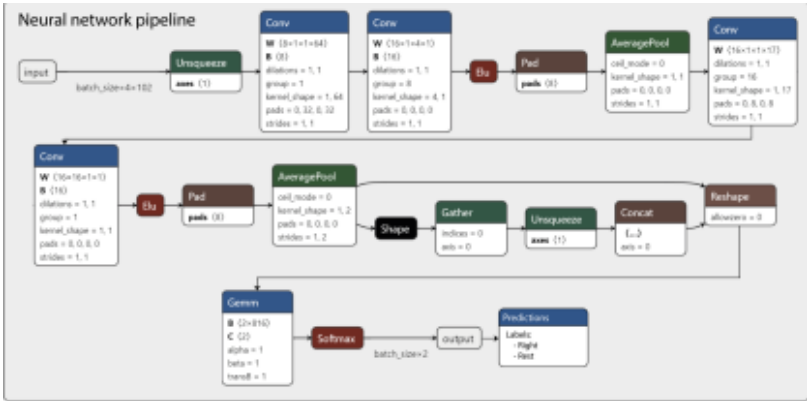 Neural network pipeline
input
batch_size×4×102
Unsqueeze
axes ⟨1⟩
Conv
W ⟨8×1×1×64⟩
B ⟨8⟩
dilations = 1, 1
group = 1
kernel_shape = 1, 64
pads = 0, 32, 0, 32
strides = 1, 1
Conv
W ⟨16×1×4×1⟩
B ⟨16⟩
dilations = 1, 1
group = 8
kernel_shape = 4, 1
pads = 0, 0, 0, 0
strides = 1, 1
Elu
Pad
pads ⟨8⟩
AveragePool
ceil_mode = 0
kernel_shape = 1, 1
pads = 0, 0, 0, 0
strides = 1, 1
Conv
W ⟨16×1×1×17⟩
dilations = 1, 1
group = 16
kernel_shape = 1, 17
pads = 0, 8, 0, 8
strides = 1, 1
Conv
W ⟨16×16×1×1⟩
B ⟨16⟩
dilations = 1, 1
group = 1
kernel_shape = 1, 1
pads = 0, 0, 0, 0
strides = 1, 1
Elu
Pad
pads ⟨8⟩
AveragePool
ceil_mode = 0
kernel_shape = 1, 2
pads = 0, 0, 0, 0
strides = 1, 2
Shape
Gather
indices = 0
axis = 0
Unsqueeze
axes ⟨1⟩
Concat
⟨...⟩
axis = 0
Reshape
allowzero = 0
Gemm
B ⟨2×816⟩
C ⟨2⟩
alpha = 1
beta = 1
transB = 1
Softmax
batch_size×2
output
Predictions
Labels:
- Right
- Rest